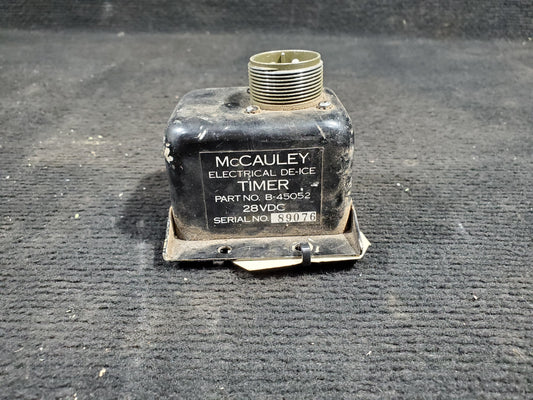 McCAULEY
ELECTRICAL DE-ICE
TIMER
PART NO. B-45052
28VDC
SERIAL NO. 89076